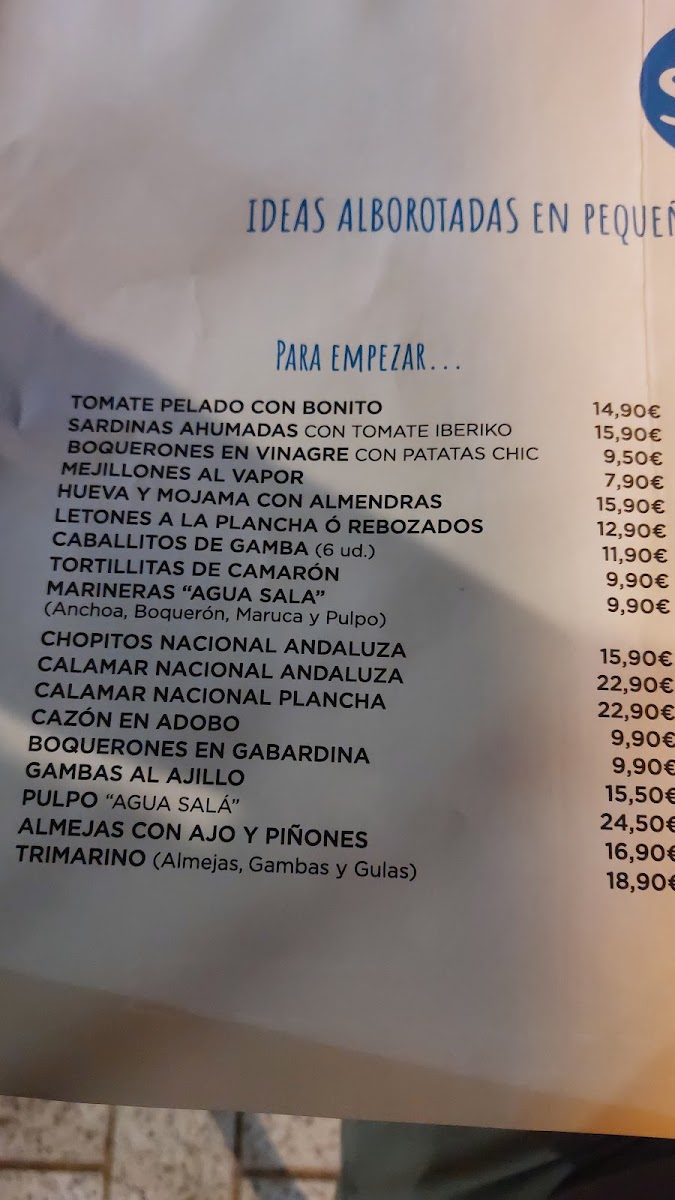 IDEAS ALBOROTADAS EN PEQUEÑ
PARA EMPEZAR...
TOMATE PELADO CON BONITO 14,90€
SARDINAS AHUMADAS CON TOMATE IBERIKO 15,90€
BOQUERONES EN VINAGRE CON PATATAS CHIC 9,50€
MEJILLONES AL VAPOR 7,90€
HUEVA Y MOJAMA CON ALMENDRAS 15,90€
LETONES A LA PLANCHA Ó REBOZADOS 12,90€
CABALLITOS DE GAMBA (6 ud.) 11,90€
TORTILLITAS DE CAMARÓN 9,90€
MARINERAS "AGUA SALA" 9,90€
(Anchoa, Boquerón, Maruca y Pulpo)
CHOPITOS NACIONAL ANDALUZA 15,90€
CALAMAR NACIONAL ANDALUZA 22,90€
CALAMAR NACIONAL PLANCHA 22,90€
CAZÓN EN ADOBO 9,90€
BOQUERONES EN GABARDINA 9,90€
GAMBAS AL AJILLO 15,50€
PULPO "AGUA SALÁ" 24,50€
ALMEJAS CON AJO Y PIÑONES 16,90€
TRIMARINO (Almejas, Gambas y Gulas) 18,90€